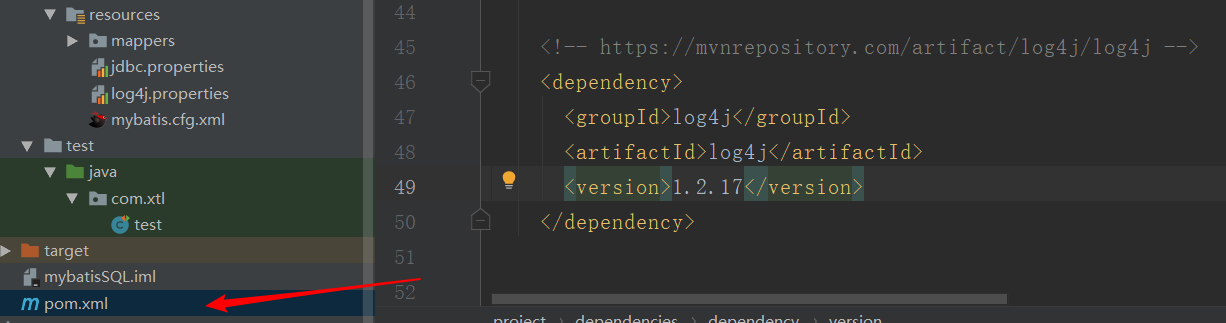 resources
mappers
jdbc.properties
log4j.properties
mybatis.cfg.xml
test
java
com.xtl
test
target
mybatisSQL.iml
pom.xml
44
45 <!-- https://mvnrepository.com/artifact/log4j/log4j -->
46 <dependency>
47 <groupId>log4j</groupId>
48 <artifactId>log4j</artifactId>
49 <version>1.2.17</version>
50 </dependency>
51
52
project › dependencies › dependency › version